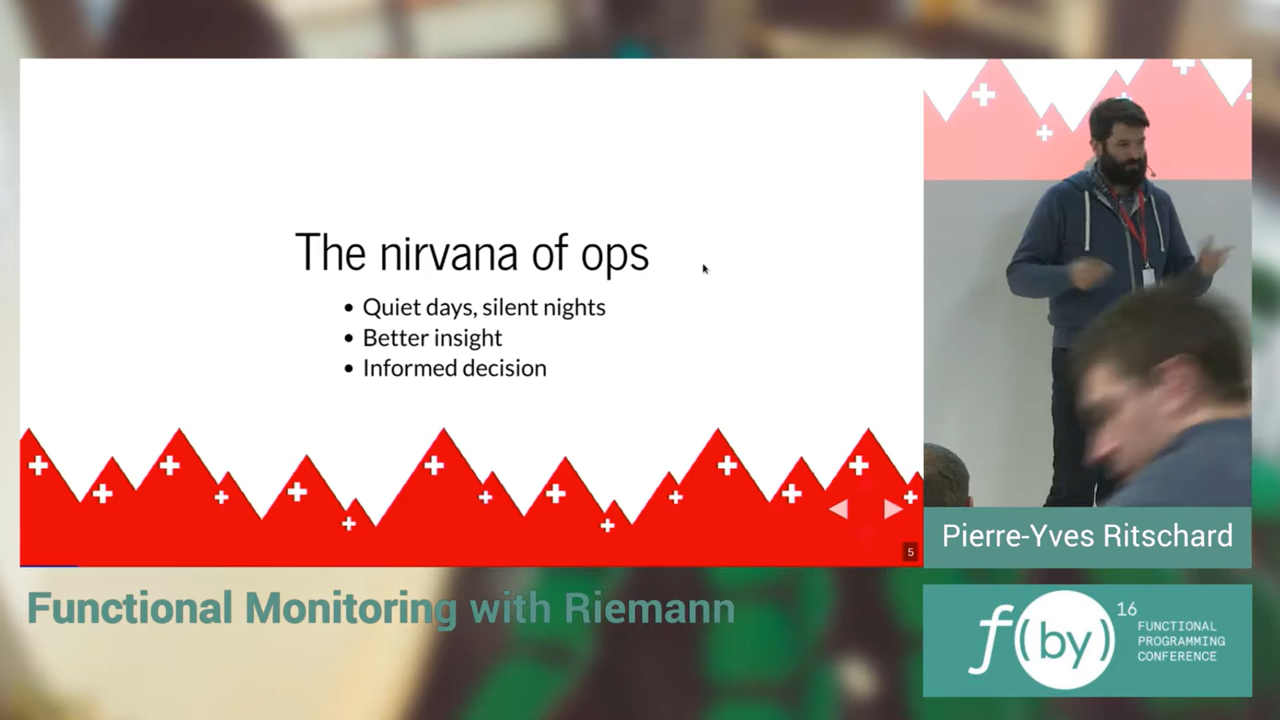 The nirvana of ops
Quiet days, silent nights
Better insight
Informed decision
5
Pierre-Yves Ritschard
Functional Monitoring with Riemann
f(by)
16
FUNCTIONAL
PROGRAMMING
CONFERENCE